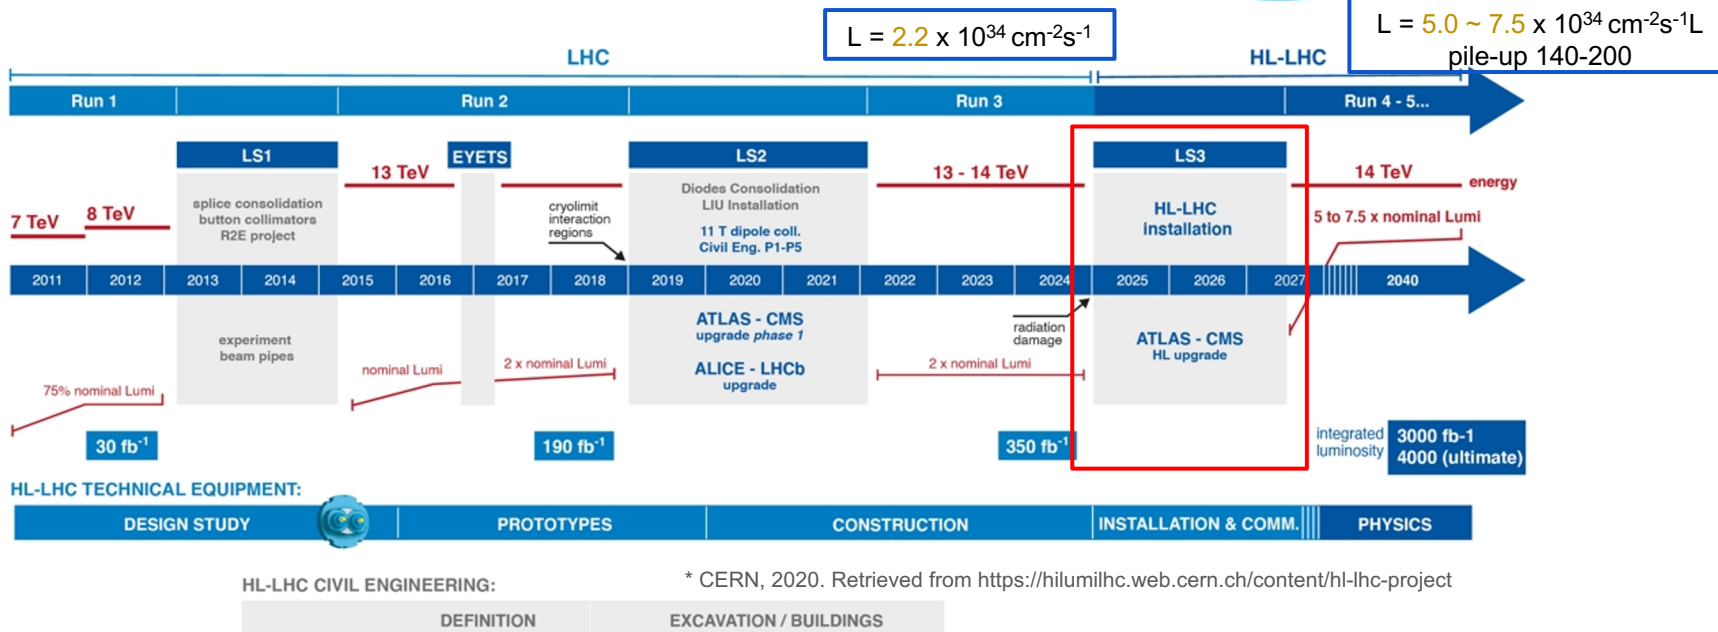 L = 2.2 x 10³⁴ cm⁻²s⁻¹
L = 5.0 ~ 7.5 x 10³⁴ cm⁻²s⁻¹L
pile-up 140-200
LHC
HL-LHC
Run 1
Run 2
Run 3
Run 4 - 5...
LS1
EYETS
LS2
LS3
13 TeV
13 - 14 TeV
14 TeV
energy
7 TeV
8 TeV
splice consolidation
button collimators
R2E project
cryolimit
interaction
regions
Diodes Consolidation
LIU Installation
11 T dipole coll.
Civil Eng. P1-P5
HL-LHC
installation
5 to 7.5 x nominal Lumi
2011 2012 2013 2014 2015 2016 2017 2018 2019 2020 2021 2022 2023 2024 2025 2026 2027 2040
experiment
beam pipes
ATLAS - CMS
upgrade phase 1
ALICE - LHCb
upgrade
radiation
damage
ATLAS - CMS
HL upgrade
75% nominal Lumi
nominal Lumi
2 x nominal Lumi
2 x nominal Lumi
30 fb⁻¹
190 fb⁻¹
350 fb⁻¹
integrated
luminosity
3000 fb-1
4000 (ultimate)
HL-LHC TECHNICAL EQUIPMENT:
DESIGN STUDY
PROTOTYPES
CONSTRUCTION
INSTALLATION & COMM.
PHYSICS
* CERN, 2020. Retrieved from https://hilumilhc.web.cern.ch/content/hl-lhc-project
HL-LHC CIVIL ENGINEERING:
DEFINITION
EXCAVATION / BUILDINGS